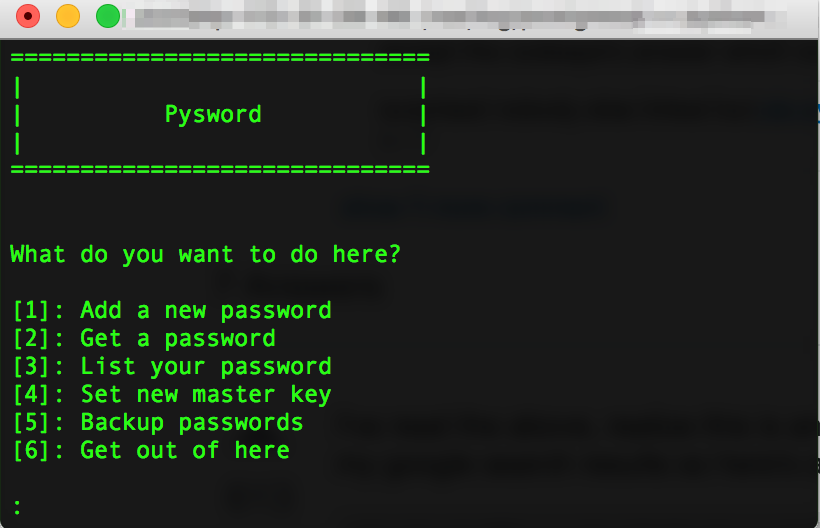 ==============================
|                            |
|          Pysword           |
|                            |
==============================
What do you want to do here?
[1]: Add a new password
[2]: Get a password
[3]: List your password
[4]: Set new master key
[5]: Backup passwords
[6]: Get out of here
: